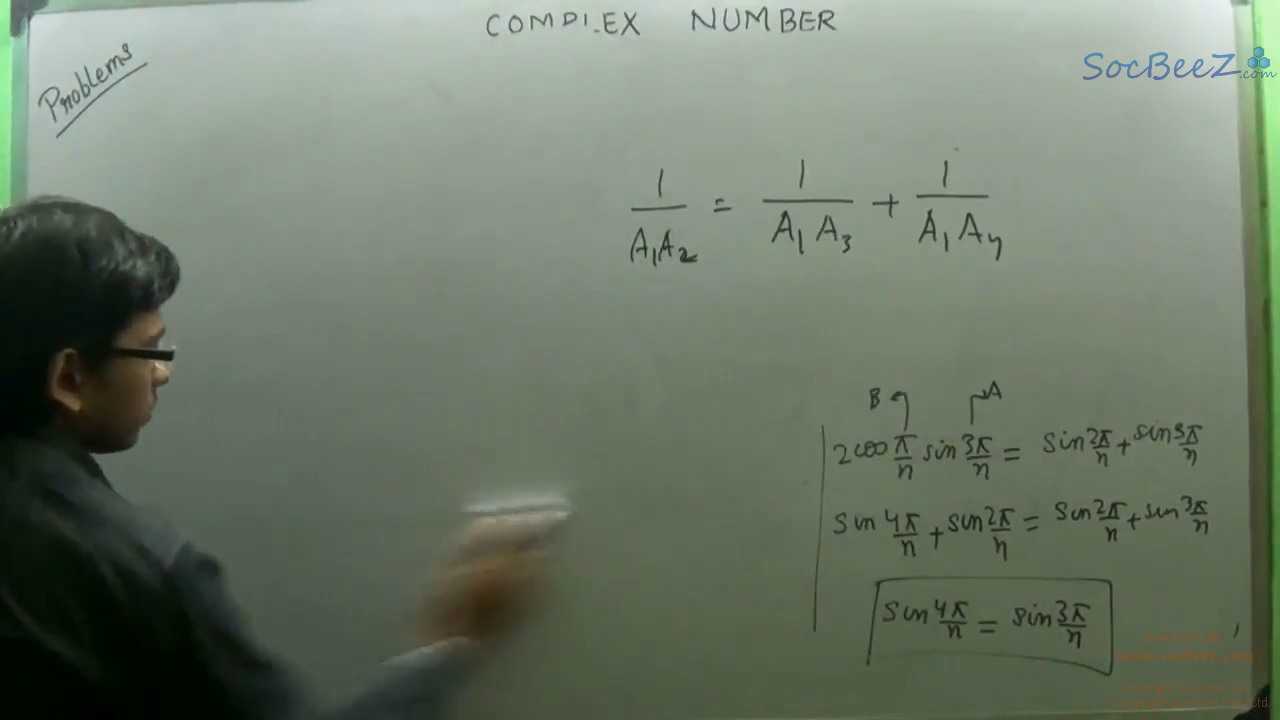 COMPLEX NUMBER
Problems
SocBeeZ.com
1/A₁A₂ = 1/A₁A₃ + 1/A₁A₄
B A
2cos π/n sin 3π/n = sin 2π/n + sin 3π/n
sin 4π/n + sin 2π/n = sin 2π/n + sin 3π/n
sin 4π/n = sin 3π/n